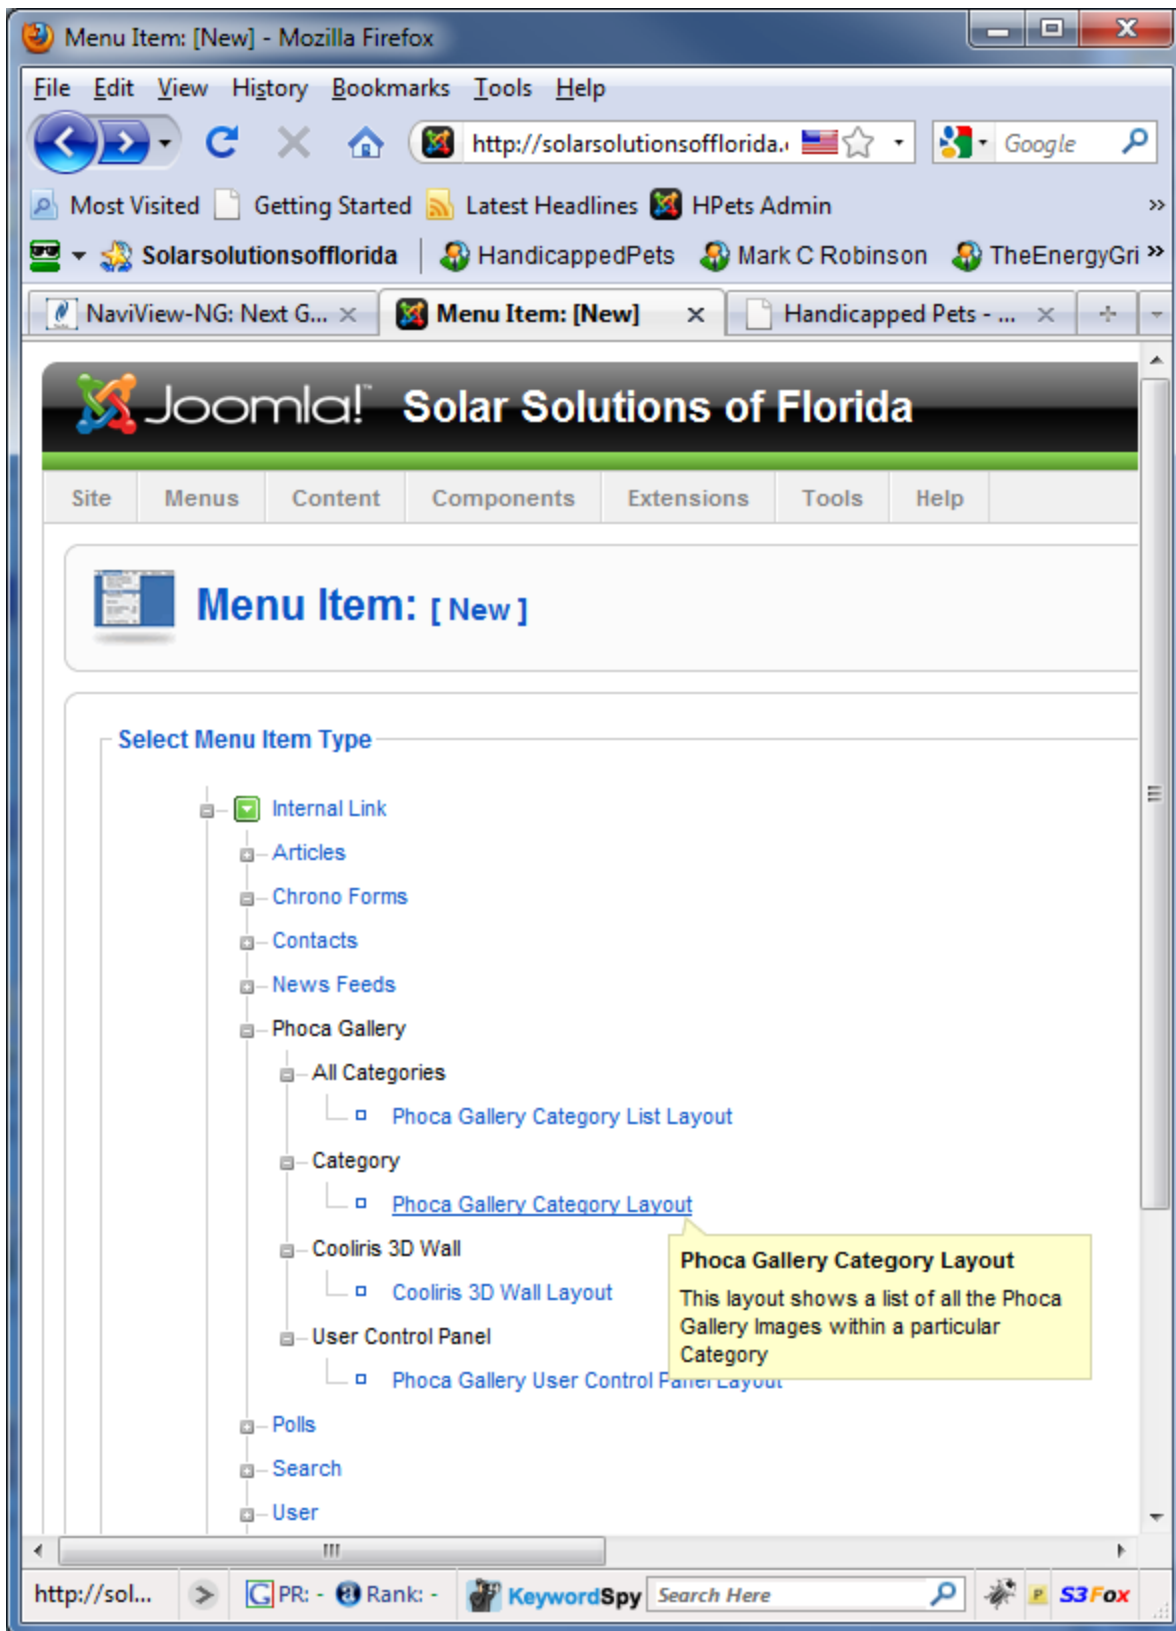 Menu Item: [New] - Mozilla Firefox
File Edit View History Bookmarks Tools Help
http://solarsolutionsofflorida. Google
Most Visited Getting Started Latest Headlines HPets Admin »
Solarsolutionsofflorida HandicappedPets Mark C Robinson TheEnergyGri »
NaviView-NG: Next G... Menu Item: [New] Handicapped Pets - ...
Joomla!™ Solar Solutions of Florida
Site Menus Content Components Extensions Tools Help
Menu Item: [ New ]
Select Menu Item Type
Internal Link
Articles
Chrono Forms
Contacts
News Feeds
Phoca Gallery
All Categories
Phoca Gallery Category List Layout
Category
Phoca Gallery Category Layout
Cooliris 3D Wall
Cooliris 3D Wall Layout
User Control Panel
Phoca Gallery User Control Panel Layout
Phoca Gallery Category Layout
This layout shows a list of all the Phoca
Gallery Images within a particular
Category
Polls
Search
User
http://sol... PR: - Rank: - KeywordSpy Search Here P S3Fox